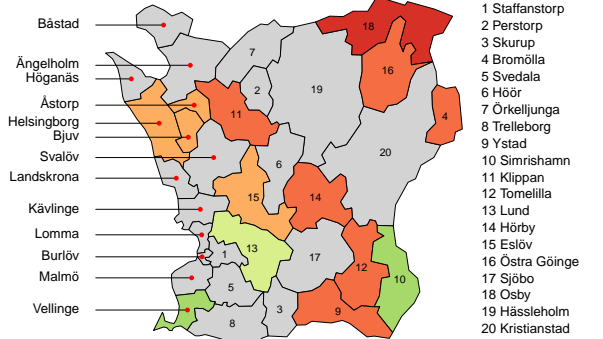 Båstad
Ängelholm
Höganäs
Åstorp
Helsingborg
Bjuv
Svalöv
Landskrona
Kävlinge
Lomma
Burlöv
Malmö
Vellinge
18
7
16
2
19
11
4
20
6
15
14
13
1
17
12
10
5
3
9
8
1 Staffanstorp
2 Perstorp
3 Skurup
4 Bromölla
5 Svedala
6 Höör
7 Örkelljunga
8 Trelleborg
9 Ystad
10 Simrishamn
11 Klippan
12 Tomelilla
13 Lund
14 Hörby
15 Eslöv
16 Östra Göinge
17 Sjöbo
18 Osby
19 Hässleholm
20 Kristianstad